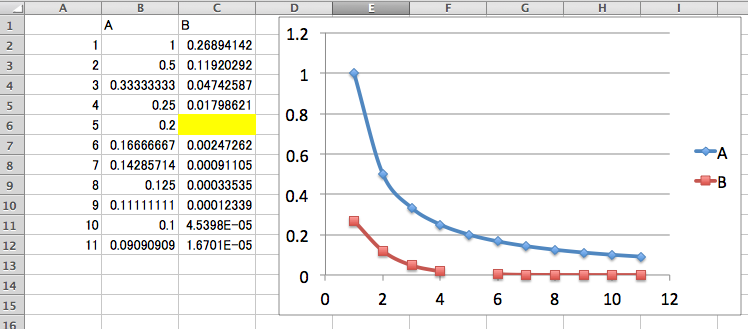 A B C D E F G H I
1 A B
2 1 1 0.26894142
3 2 0.5 0.11920292
4 3 0.33333333 0.04742587
5 4 0.25 0.01798621
6 5 0.2
7 6 0.16666667 0.00247262
8 7 0.14285714 0.00091105
9 8 0.125 0.00033535
10 9 0.11111111 0.00012339
11 10 0.1 4.5398E-05
12 11 0.09090909 1.6701E-05
13
14
15
16
1.2
1
0.8
0.6
0.4
0.2
0
0 2 4 6 8 10 12
A
B